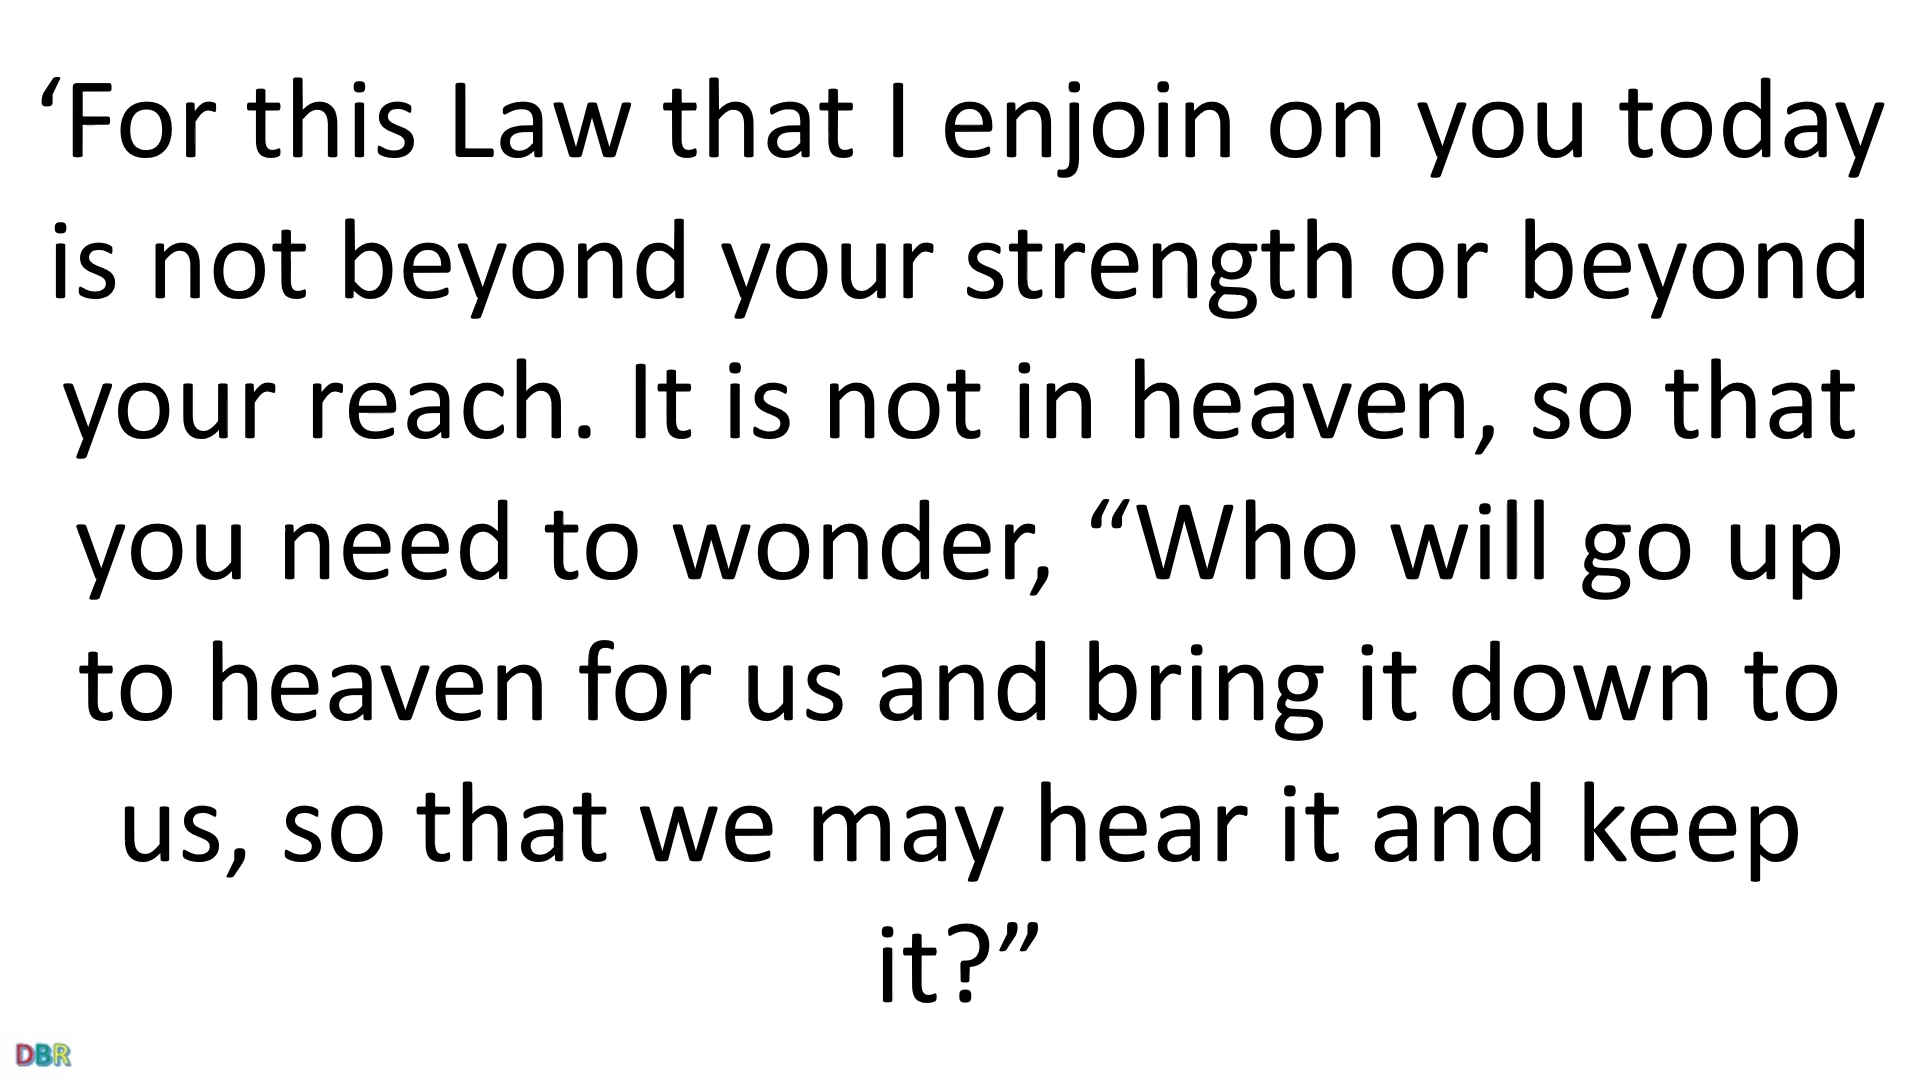 ‘For this Law that I enjoin on you today
is not beyond your strength or beyond
your reach. It is not in heaven, so that
you need to wonder, “Who will go up
to heaven for us and bring it down to
us, so that we may hear it and keep
it?”
DBR